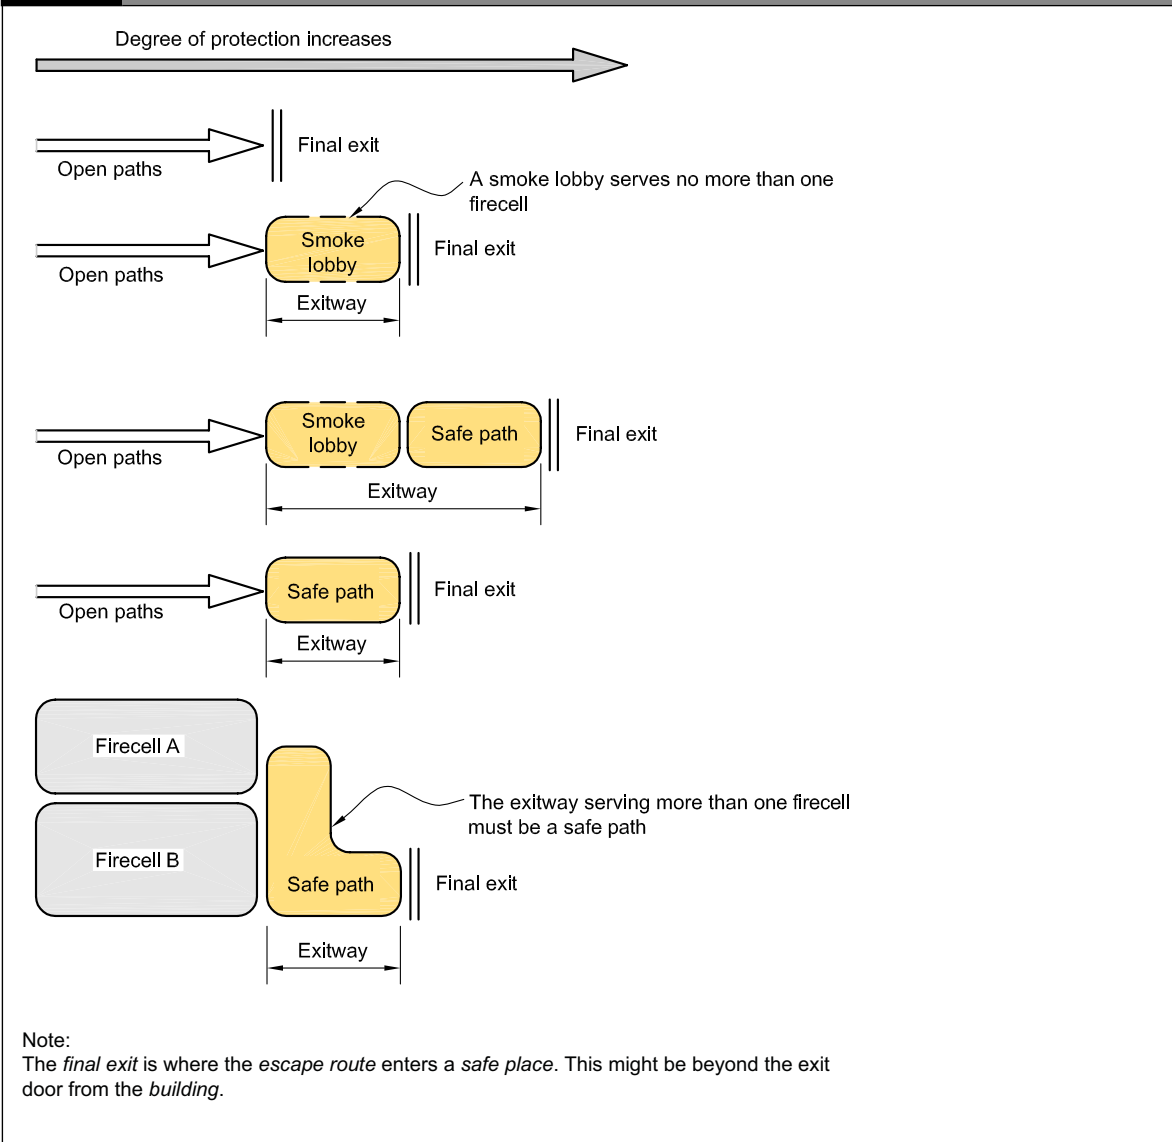 Degree of protection increases
Final exit
Open paths
A smoke lobby serves no more than one
firecell
Smoke
lobby
Final exit
Open paths
Exitway
Smoke
lobby
Safe path
Final exit
Open paths
Exitway
Safe path
Final exit
Open paths
Exitway
Firecell A
The exitway serving more than one firecell
must be a safe path
Firecell B
Safe path
Final exit
Exitway
Note:
The final exit is where the escape route enters a safe place. This might be beyond the exit
door from the building.